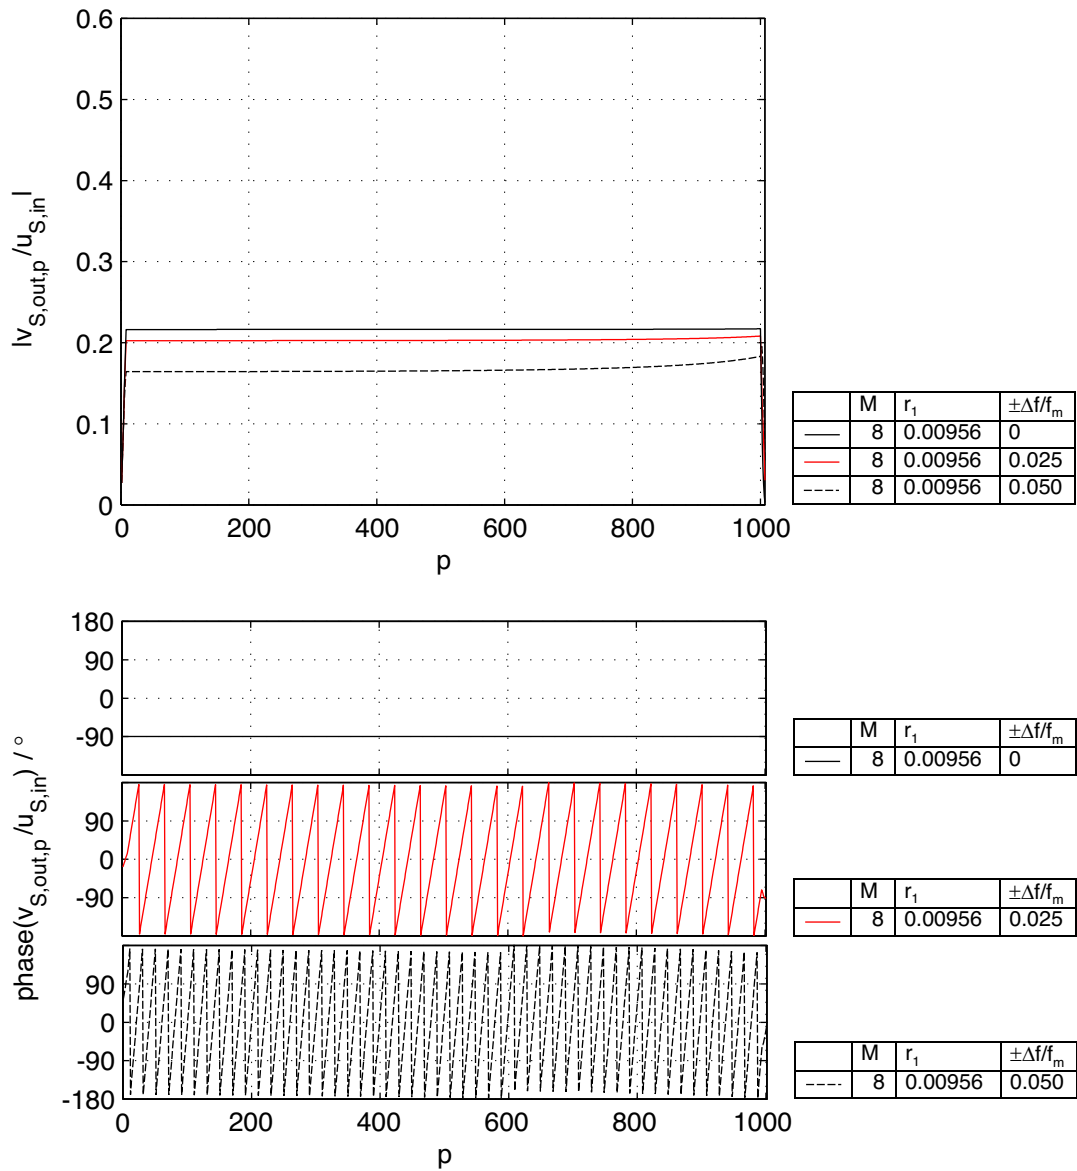 0.6
0.5
0.4
0.3
0.2
0.1
0
|v_S,out,p /u_S,in|
0 200 400 600 800 1000
p
M r_1 ±Δf/f_m
8 0.00956 0
8 0.00956 0.025
8 0.00956 0.050
180
90
0
-90
M r_1 ±Δf/f_m
8 0.00956 0
90
0
-90
M r_1 ±Δf/f_m
8 0.00956 0.025
90
0
-90
-180
M r_1 ±Δf/f_m
8 0.00956 0.050
phase(v_S,out,p /u_S,in) / °
0 200 400 600 800 1000
p